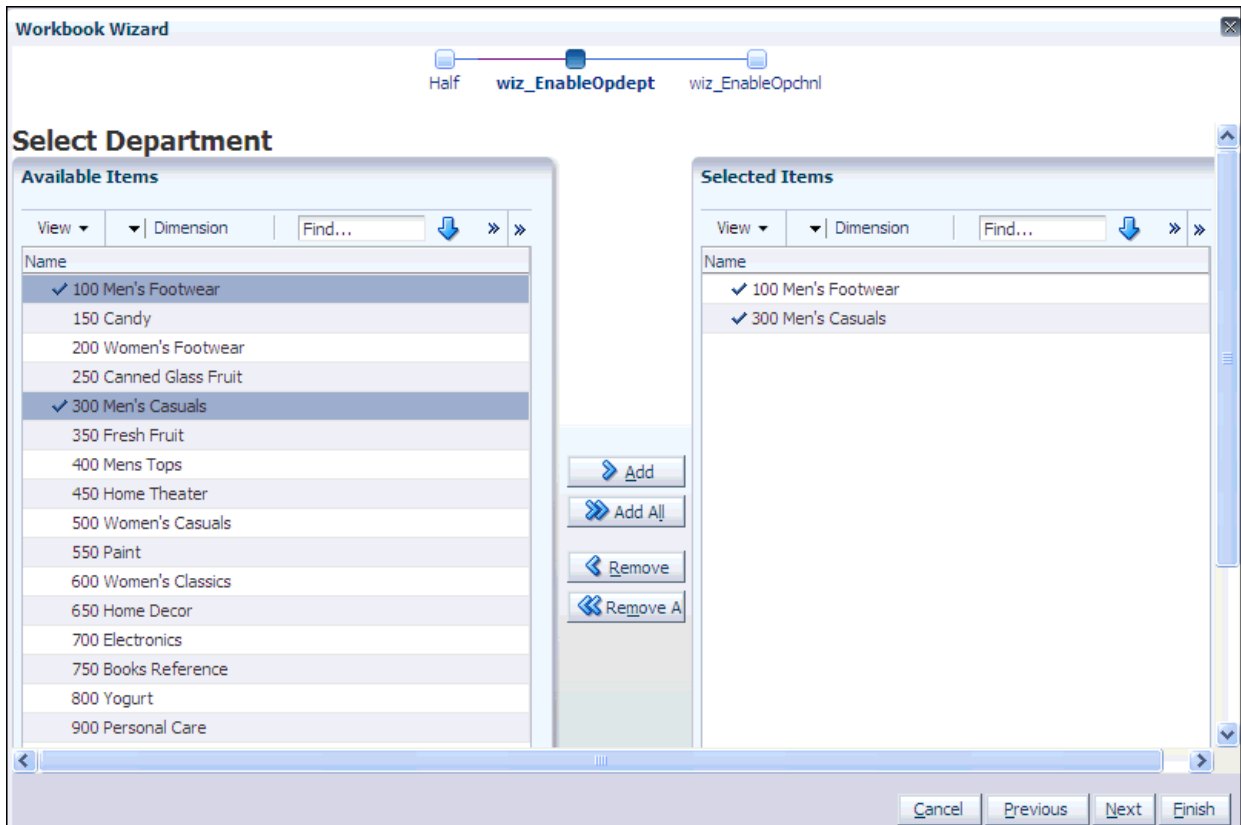 Workbook Wizard
Half wiz_EnableOpdept wiz_EnableOpchnl
Select Department
Available Items
View Dimension Find...
Name
100 Men's Footwear
150 Candy
200 Women's Footwear
250 Canned Glass Fruit
300 Men's Casuals
350 Fresh Fruit
400 Mens Tops
450 Home Theater
500 Women's Casuals
550 Paint
600 Women's Classics
650 Home Decor
700 Electronics
750 Books Reference
800 Yogurt
900 Personal Care
Add
Add All
Remove
Remove A
Selected Items
View Dimension Find...
Name
100 Men's Footwear
300 Men's Casuals
Cancel Previous Next Finish